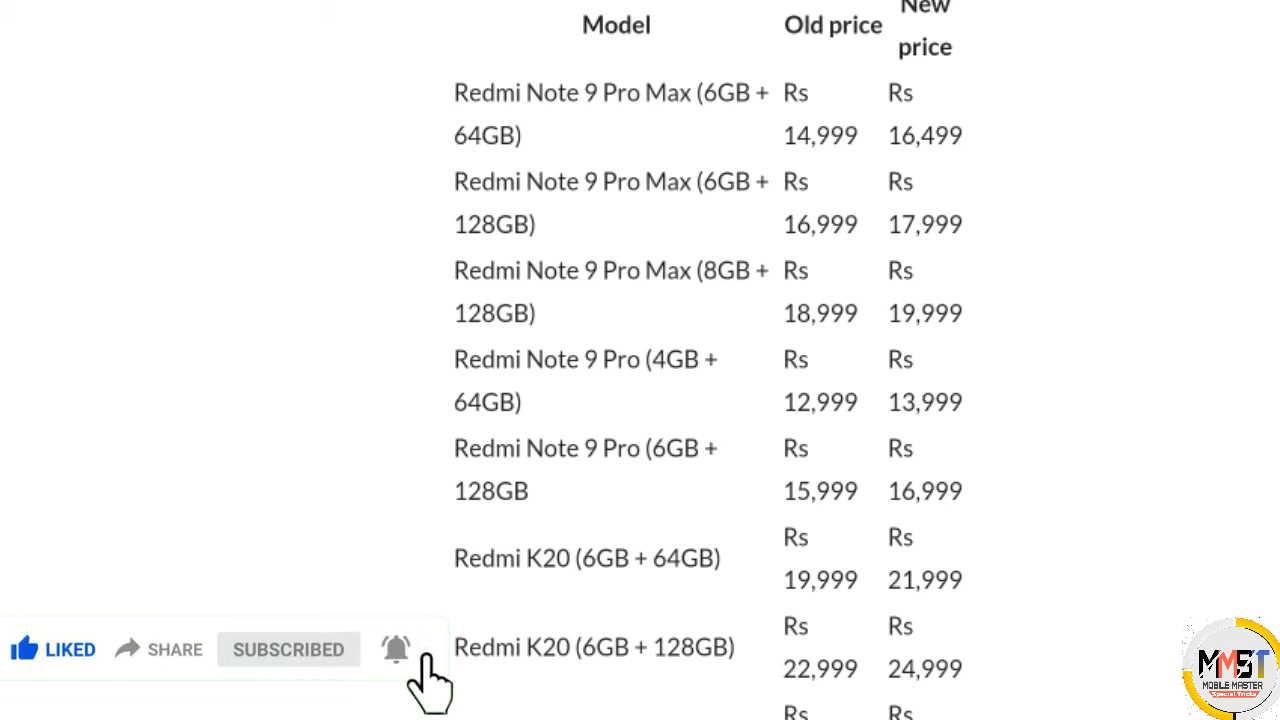 New
Model Old price
price
Redmi Note 9 Pro Max (6GB + Rs Rs
64GB) 14,999 16,499
Redmi Note 9 Pro Max (6GB + Rs Rs
128GB) 16,999 17,999
Redmi Note 9 Pro Max (8GB + Rs Rs
128GB) 18,999 19,999
Redmi Note 9 Pro (4GB + Rs Rs
64GB) 12,999 13,999
Redmi Note 9 Pro (6GB + Rs Rs
128GB 15,999 16,999
Rs Rs
Redmi K20 (6GB + 64GB)
19,999 21,999
Rs Rs
Redmi K20 (6GB + 128GB)
22,999 24,999
Rs Rs
LIKED SHARE SUBSCRIBED
MMST
MOBILE MASTER
Special Tricks